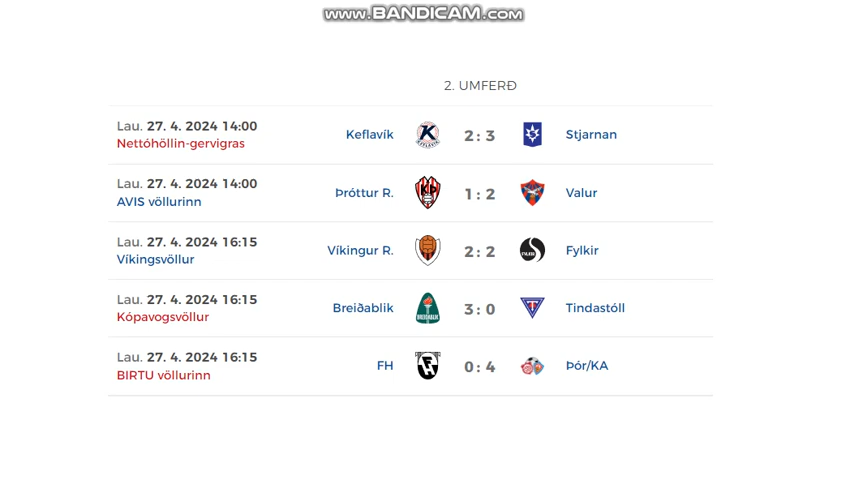 www.BANDICAM.com
2. UMFERÐ
Lau. 27. 4. 2024 14:00
Nettóhöllin-gervigras
Keflavík 2 : 3 Stjarnan
Lau. 27. 4. 2024 14:00
AVIS völlurinn
Þróttur R. 1 : 2 Valur
Lau. 27. 4. 2024 16:15
Víkingsvöllur
Víkingur R. 2 : 2 Fylkir
Lau. 27. 4. 2024 16:15
Kópavogsvöllur
Breiðablik 3 : 0 Tindastóll
Lau. 27. 4. 2024 16:15
BIRTU völlurinn
FH 0 : 4 Þór/KA